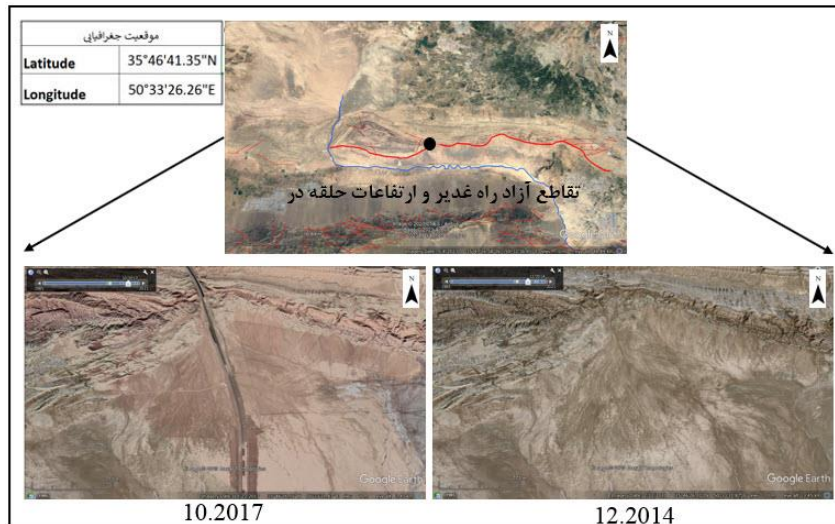 موقعیت جغرافیایی
Latitude 35°46'41.35"N
Longitude 50°33'26.26"E
N
تقاطع آزاد راه غدیر و ارتفاعات حلقه در
N
N
Google Earth
Google Earth
10.2017
12.2014